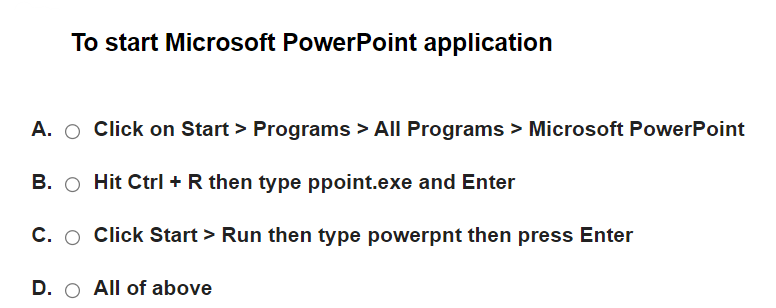 To start Microsoft PowerPoint application
A. Click on Start > Programs > All Programs > Microsoft PowerPoint
B. Hit Ctrl + R then type ppoint.exe and Enter
C. Click Start > Run then type powerpnt then press Enter
D. All of above